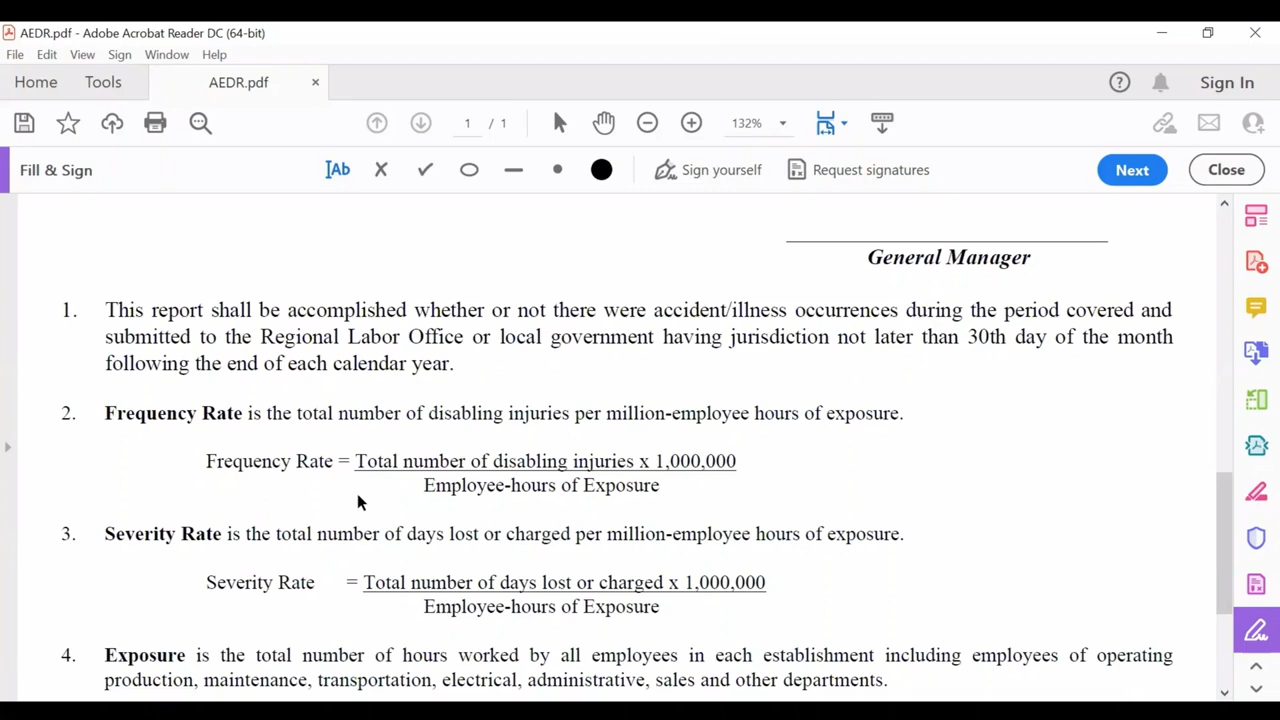 AEDR.pdf - Adobe Acrobat Reader DC (64-bit)
File Edit View Sign Window Help
Home Tools AEDR.pdf × Sign In
1 / 1 132%
Fill & Sign Ab Sign yourself Request signatures Next Close
General Manager
1. This report shall be accomplished whether or not there were accident/illness occurrences during the period covered and
submitted to the Regional Labor Office or local government having jurisdiction not later than 30th day of the month
following the end of each calendar year.
2. Frequency Rate is the total number of disabling injuries per million-employee hours of exposure.
Frequency Rate = Total number of disabling injuries x 1,000,000
Employee-hours of Exposure
3. Severity Rate is the total number of days lost or charged per million-employee hours of exposure.
Severity Rate = Total number of days lost or charged x 1,000,000
Employee-hours of Exposure
4. Exposure is the total number of hours worked by all employees in each establishment including employees of operating
production, maintenance, transportation, electrical, administrative, sales and other departments.